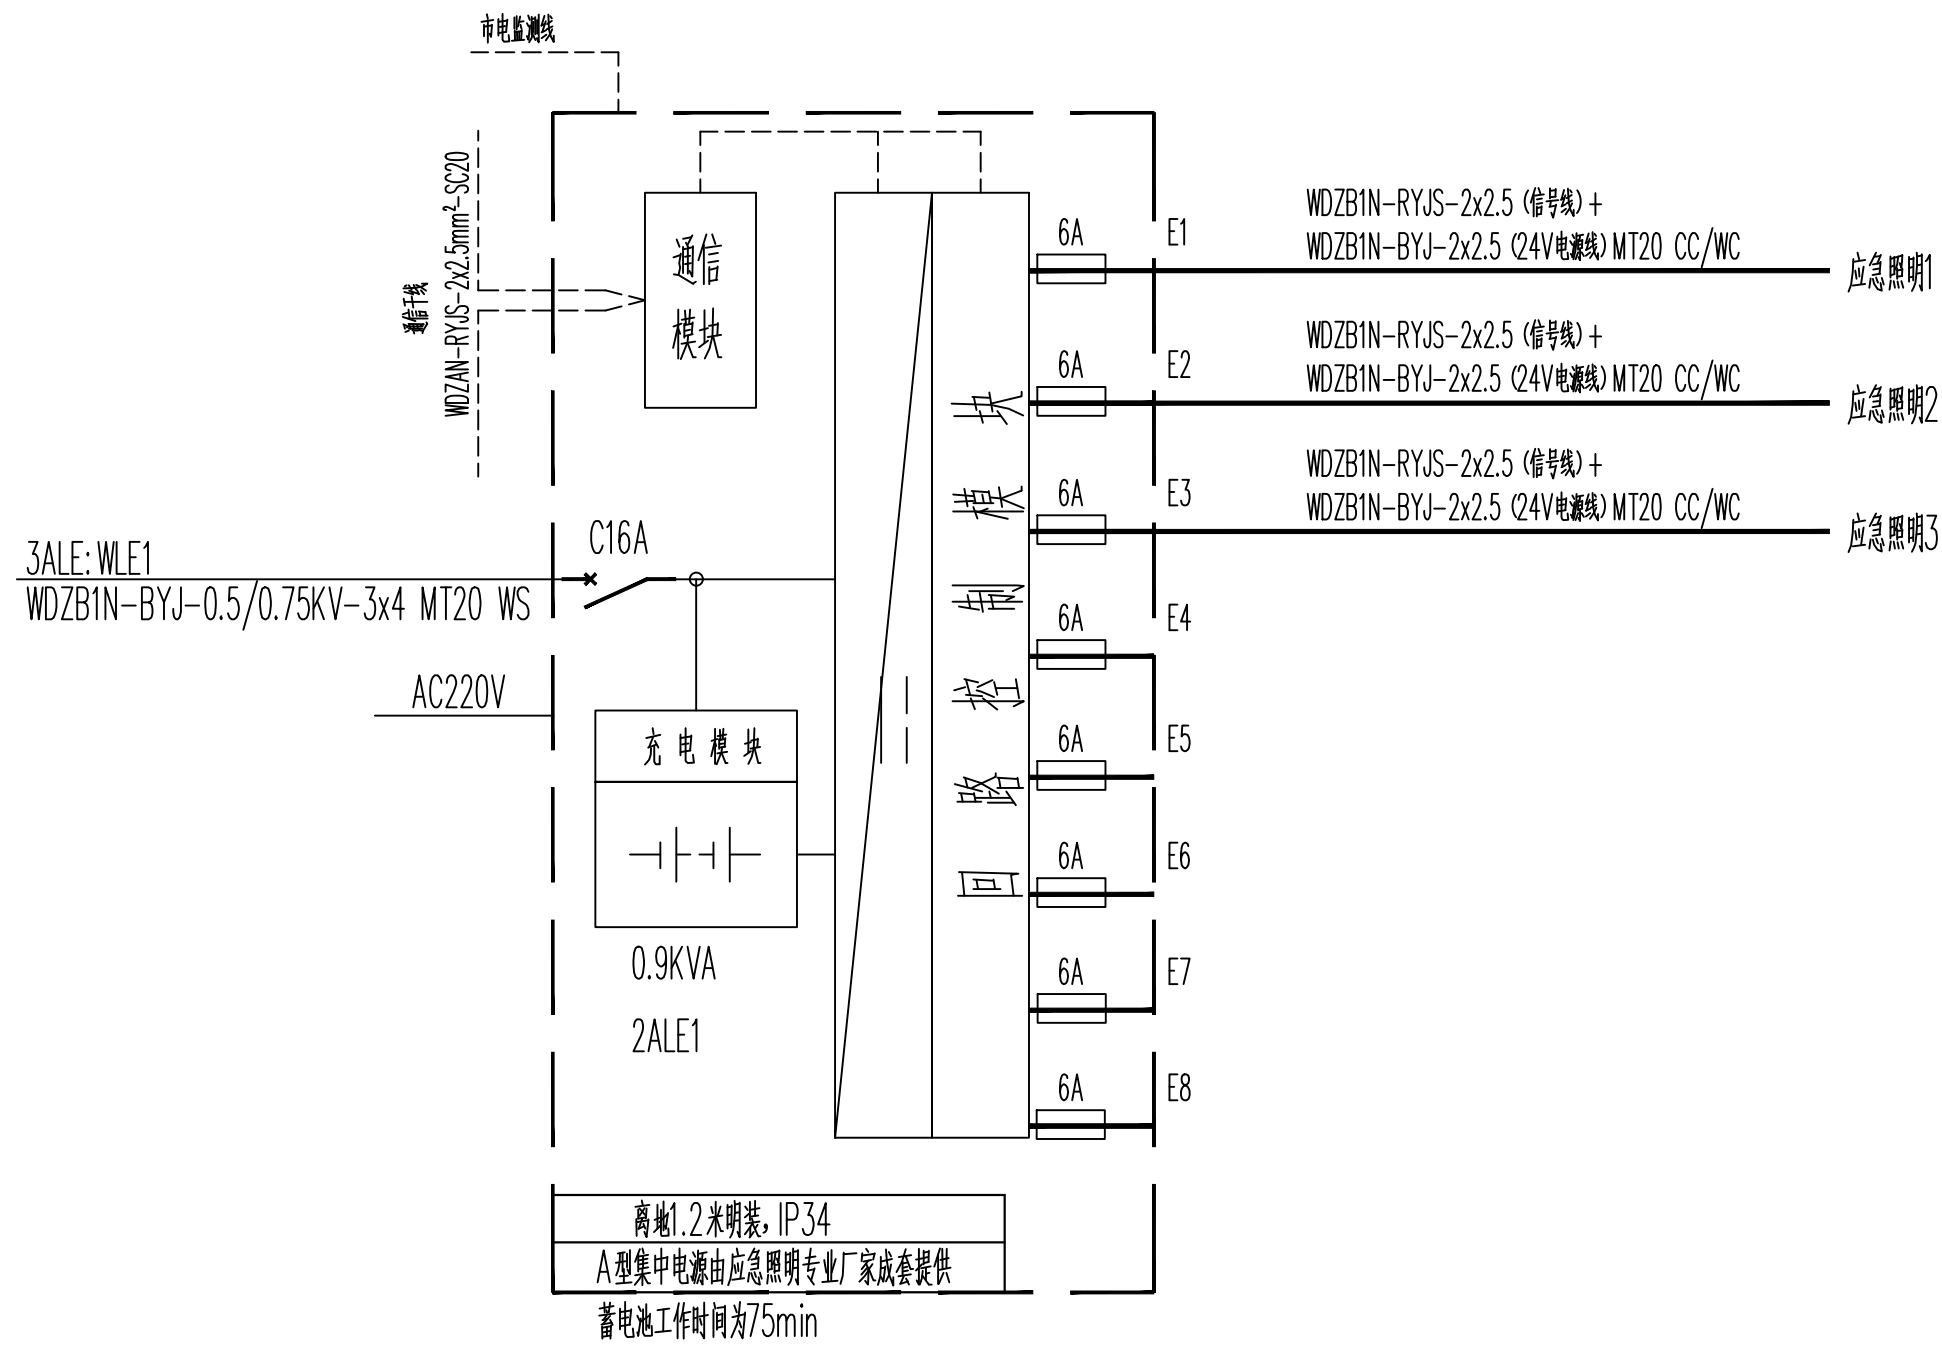 市电监测线
通信干线
WDZAN-RYJS-2x2.5mm²-SC20
通信
模块
3ALE:WLE1
WDZB1N-BYJ-0.5/0.75KV-3x4 MT20 WS
AC220V
C16A
充电模块
0.9KVA
2ALE1
回路控制模块
6A E1
WDZB1N-RYJS-2x2.5 (信号线)+
WDZB1N-BYJ-2x2.5 (24V电源线)MT20 CC/WC
应急照明1
6A E2
WDZB1N-RYJS-2x2.5 (信号线)+
WDZB1N-BYJ-2x2.5 (24V电源线)MT20 CC/WC
应急照明2
6A E3
WDZB1N-RYJS-2x2.5 (信号线)+
WDZB1N-BYJ-2x2.5 (24V电源线)MT20 CC/WC
应急照明3
6A E4
6A E5
6A E6
6A E7
6A E8
离地1.2米明装,IP34
A型集中电源由应急照明专业厂家成套提供
蓄电池工作时间为75min